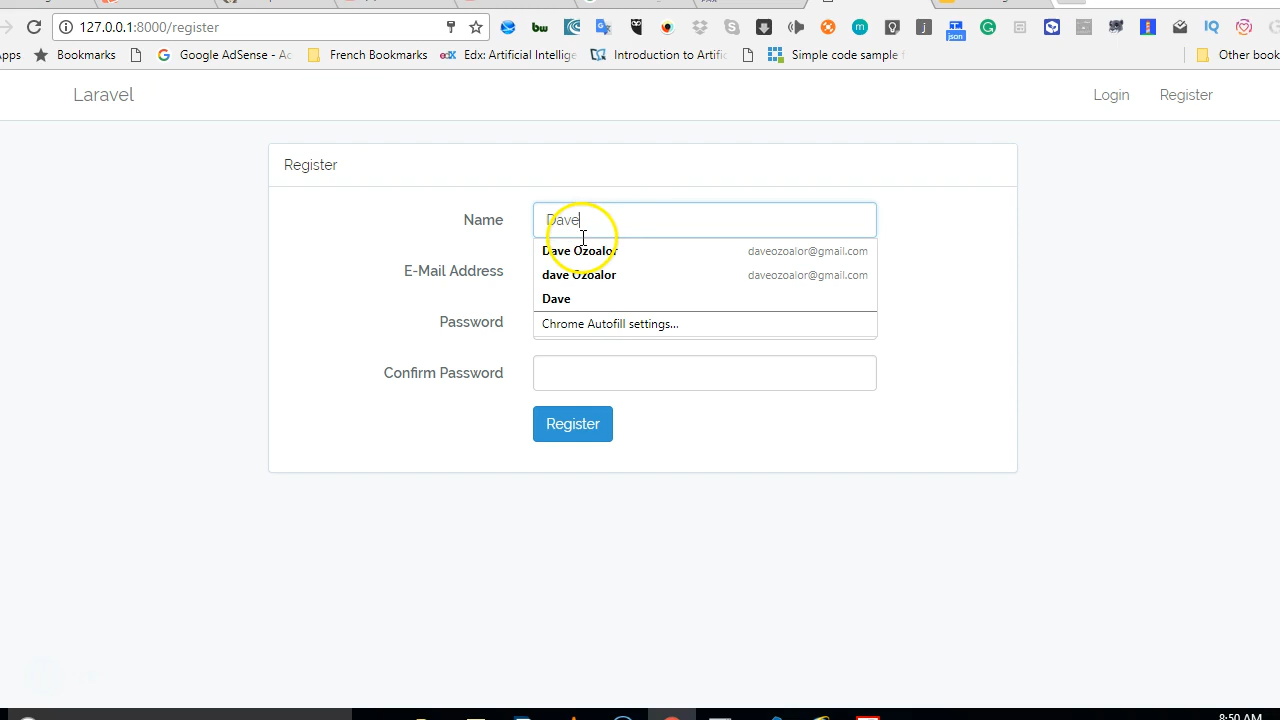 127.0.0.1:8000/register
json
IQ
Bookmarks
Google AdSense - Ac
French Bookmarks
Edx: Artificial Intellige
Introduction to Artific
Simple code sample
Other book
Laravel
Login
Register
Register
Name
Dave
Dave Ozoalor
daveozoalor@gmail.com
E-Mail Address
dave Ozoalor
daveozoalor@gmail.com
Dave
Password
Chrome Autofill settings...
Confirm Password
Register
8:50 AM